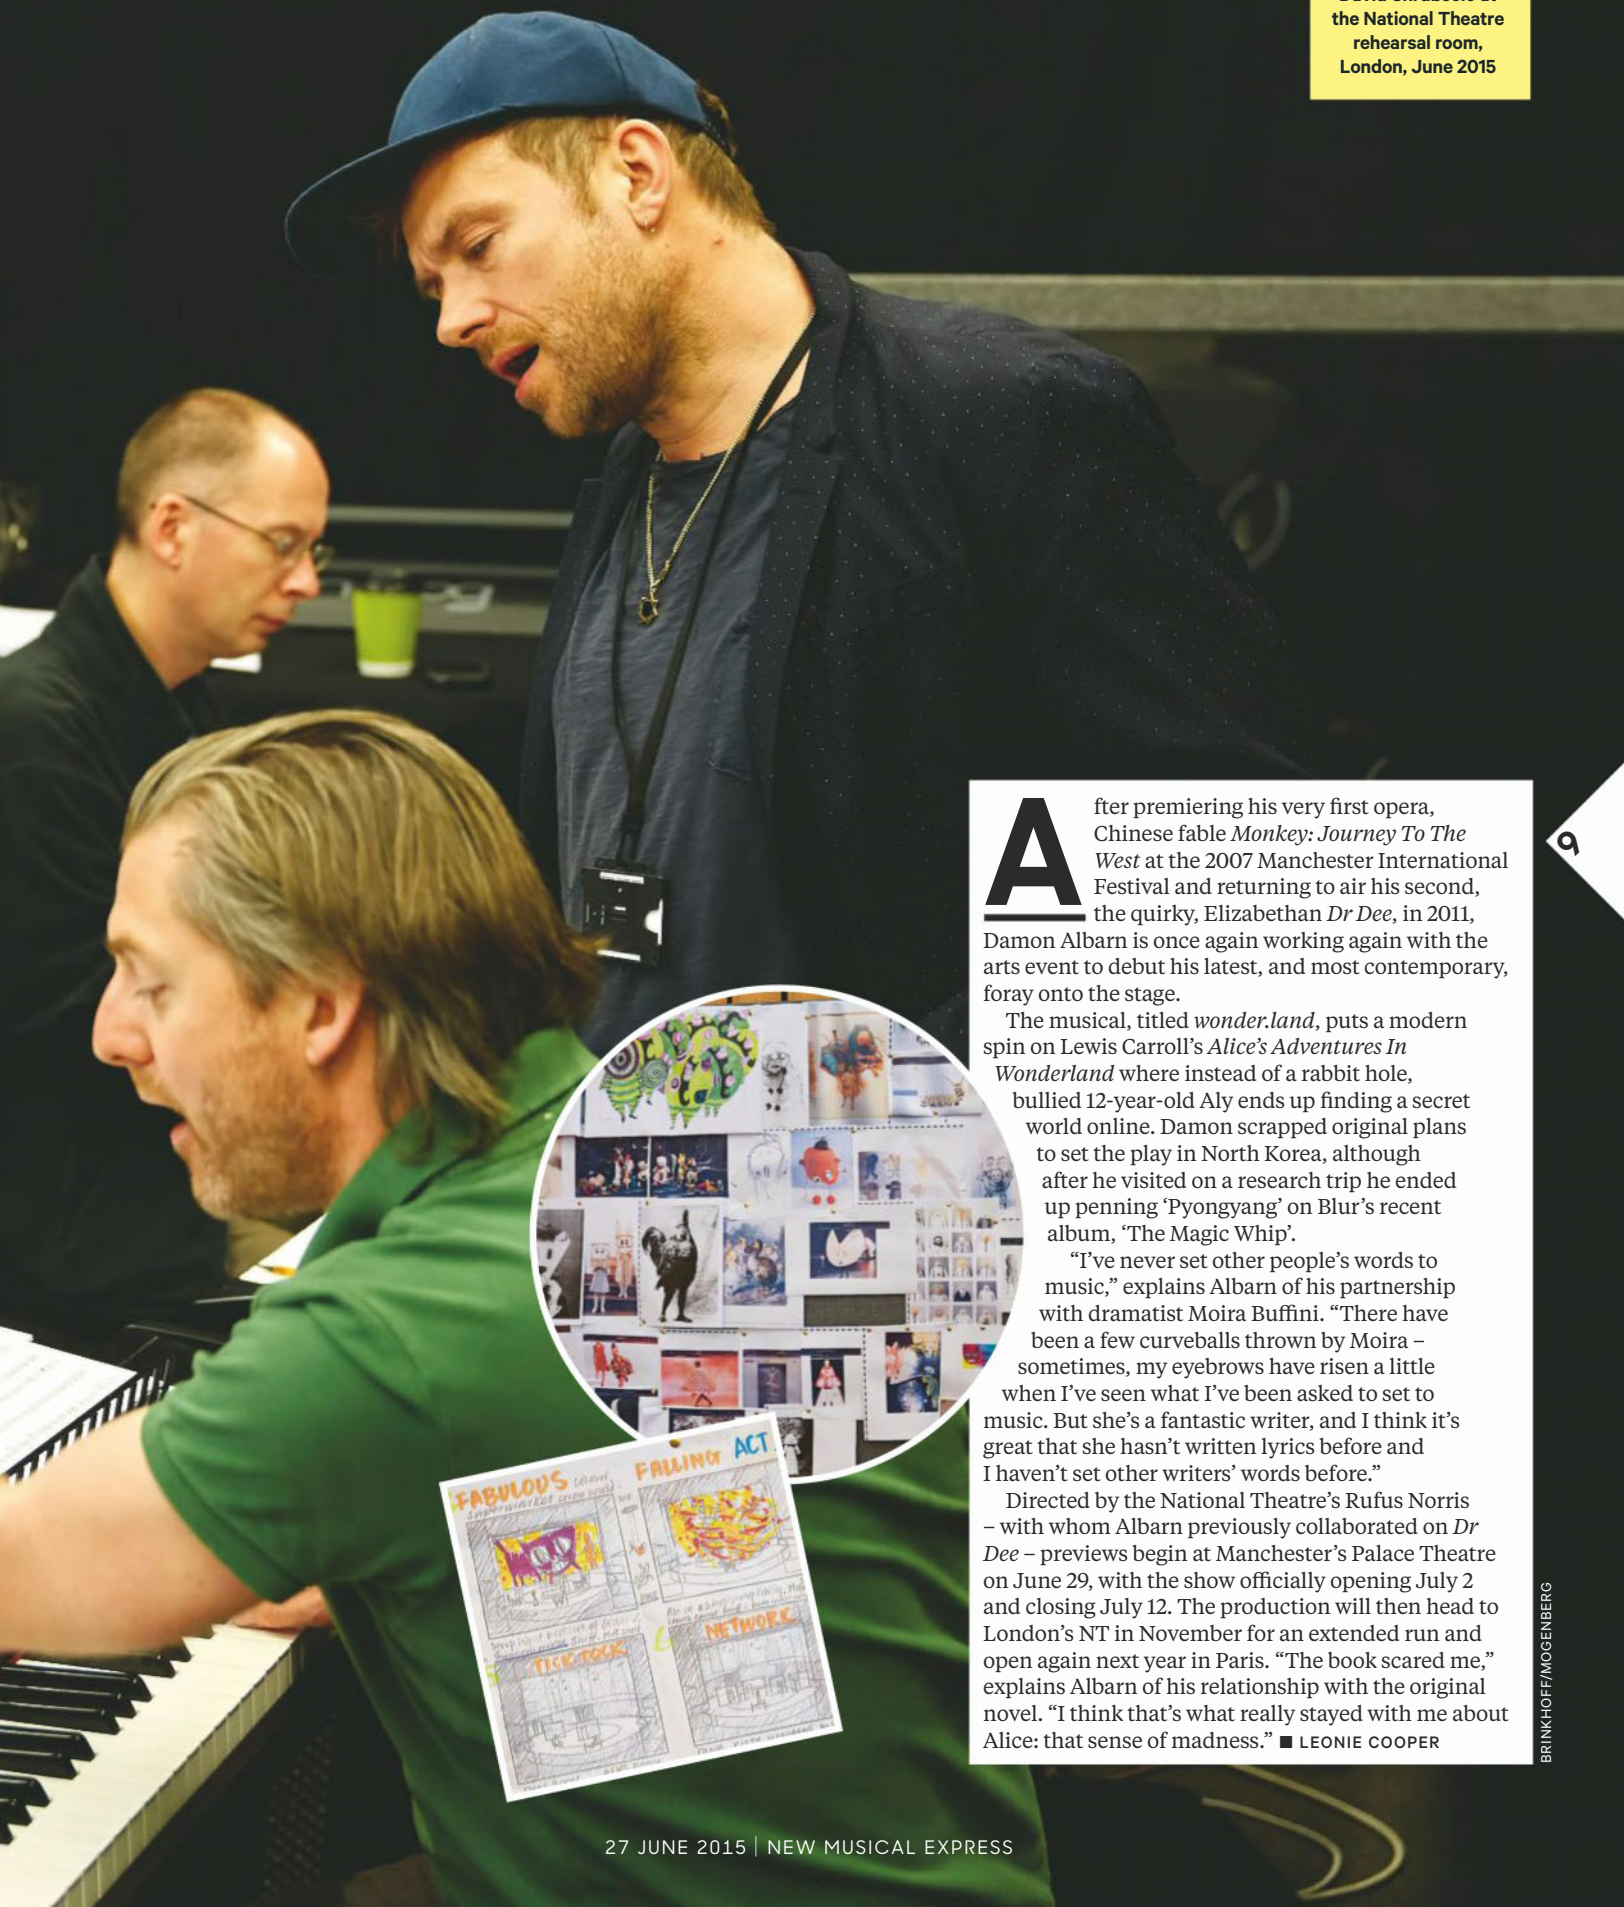 the National Theatre
rehearsal room,
London, June 2015
After premiering his very first opera,
Chinese fable Monkey: Journey To The
West at the 2007 Manchester International
Festival and returning to air his second,
the quirky, Elizabethan Dr Dee, in 2011,
Damon Albarn is once again working again with the
arts event to debut his latest, and most contemporary,
foray onto the stage.
The musical, titled wonder.land, puts a modern
spin on Lewis Carroll’s Alice’s Adventures In
Wonderland where instead of a rabbit hole,
bullied 12-year-old Aly ends up finding a secret
world online. Damon scrapped original plans
to set the play in North Korea, although
after he visited on a research trip he ended
up penning ‘Pyongyang’ on Blur’s recent
album, ‘The Magic Whip’.
“I’ve never set other people’s words to
music,” explains Albarn of his partnership
with dramatist Moira Buffini. “There have
been a few curveballs thrown by Moira –
sometimes, my eyebrows have risen a little
when I’ve seen what I’ve been asked to set to
music. But she’s a fantastic writer, and I think it’s
great that she hasn’t written lyrics before and
I haven’t set other writers’ words before.”
Directed by the National Theatre’s Rufus Norris
– with whom Albarn previously collaborated on Dr
Dee – previews begin at Manchester’s Palace Theatre
on June 29, with the show officially opening July 2
and closing July 12. The production will then head to
London’s NT in November for an extended run and
open again next year in Paris. “The book scared me,”
explains Albarn of his relationship with the original
novel. “I think that’s what really stayed with me about
Alice: that sense of madness.” ■ LEONIE COOPER
9
BRINKHOFF/MOGENBERG
FABULOUS
FALLING ACT
TICK TOCK
NETWORK
27 JUNE 2015 | NEW MUSICAL EXPRESS